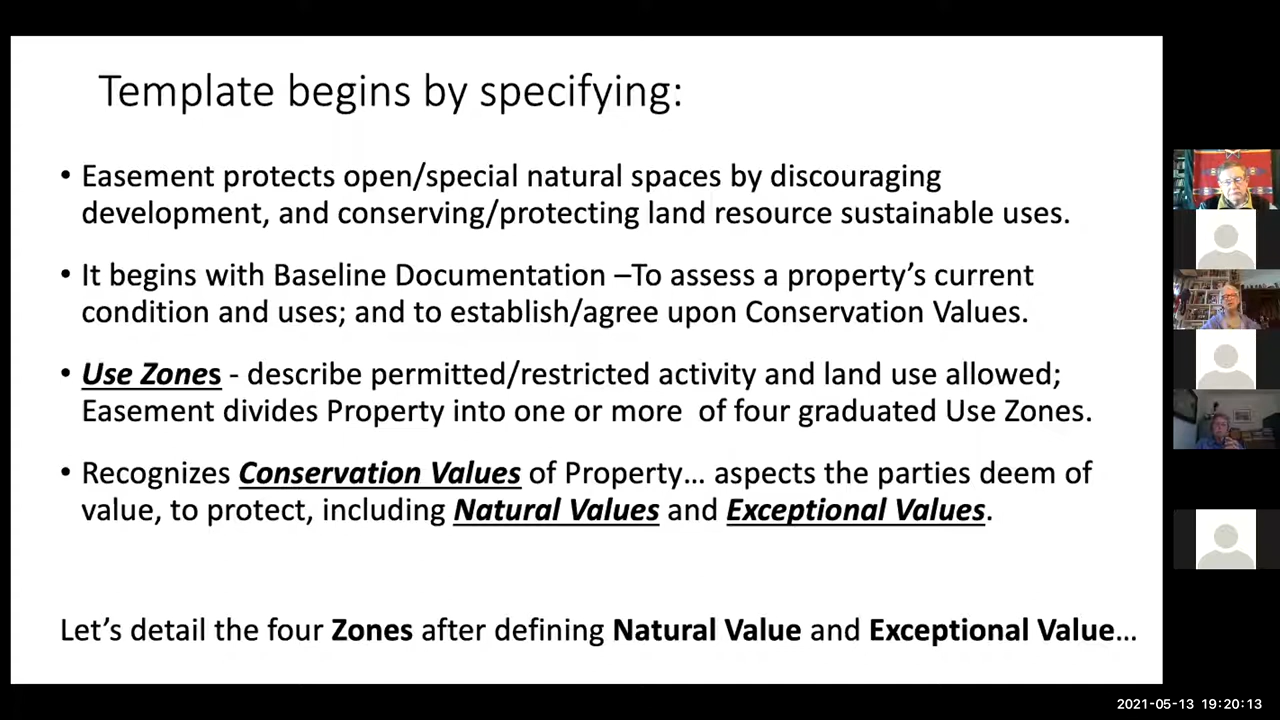 Template begins by specifying:
• Easement protects open/special natural spaces by discouraging
development, and conserving/protecting land resource sustainable uses.
• It begins with Baseline Documentation –To assess a property’s current
condition and uses; and to establish/agree upon Conservation Values.
• Use Zones - describe permitted/restricted activity and land use allowed;
Easement divides Property into one or more of four graduated Use Zones.
• Recognizes Conservation Values of Property… aspects the parties deem of
value, to protect, including Natural Values and Exceptional Values.
Let’s detail the four Zones after defining Natural Value and Exceptional Value…
2021-05-13 19:20:13